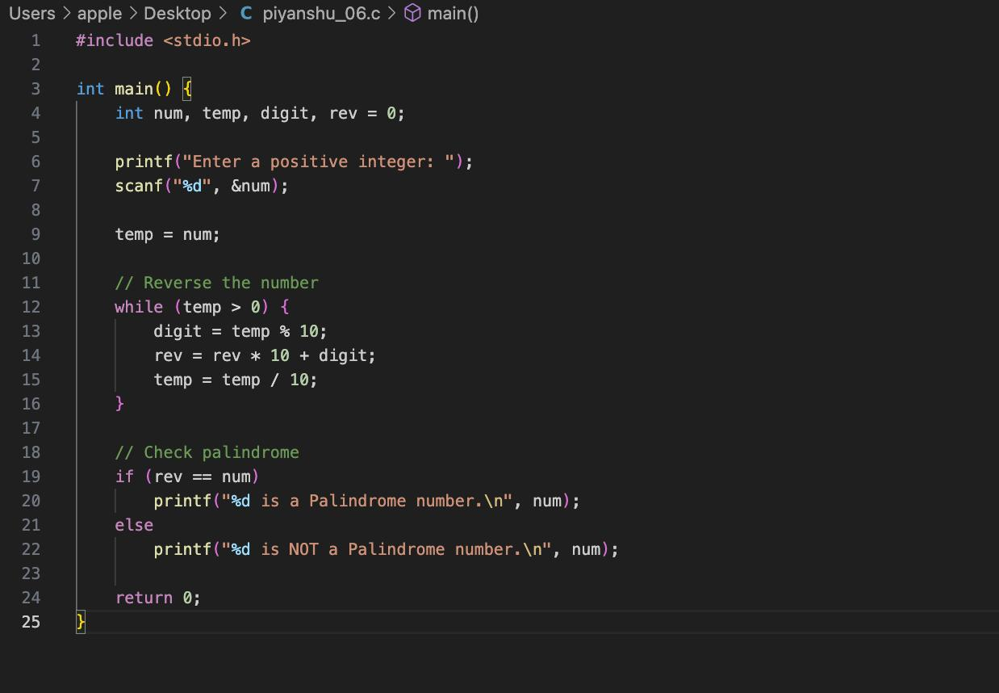 Users > apple > Desktop > C piyanshu_06.c > main()
1 #include <stdio.h>
2
3 int main() {
4     int num, temp, digit, rev = 0;
5
6     printf("Enter a positive integer: ");
7     scanf("%d", &num);
8
9     temp = num;
10
11     // Reverse the number
12     while (temp > 0) {
13         digit = temp % 10;
14         rev = rev * 10 + digit;
15         temp = temp / 10;
16     }
17
18     // Check palindrome
19     if (rev == num)
20         printf("%d is a Palindrome number.\n", num);
21     else
22         printf("%d is NOT a Palindrome number.\n", num);
23
24     return 0;
25 }